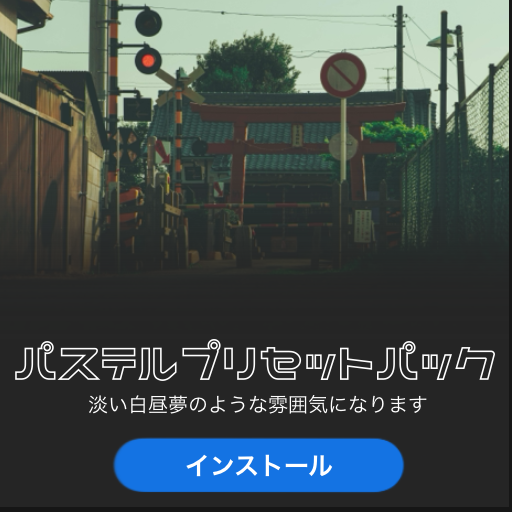 パステルプリセットパック
淡い白昼夢のような雰囲気になります
インストール